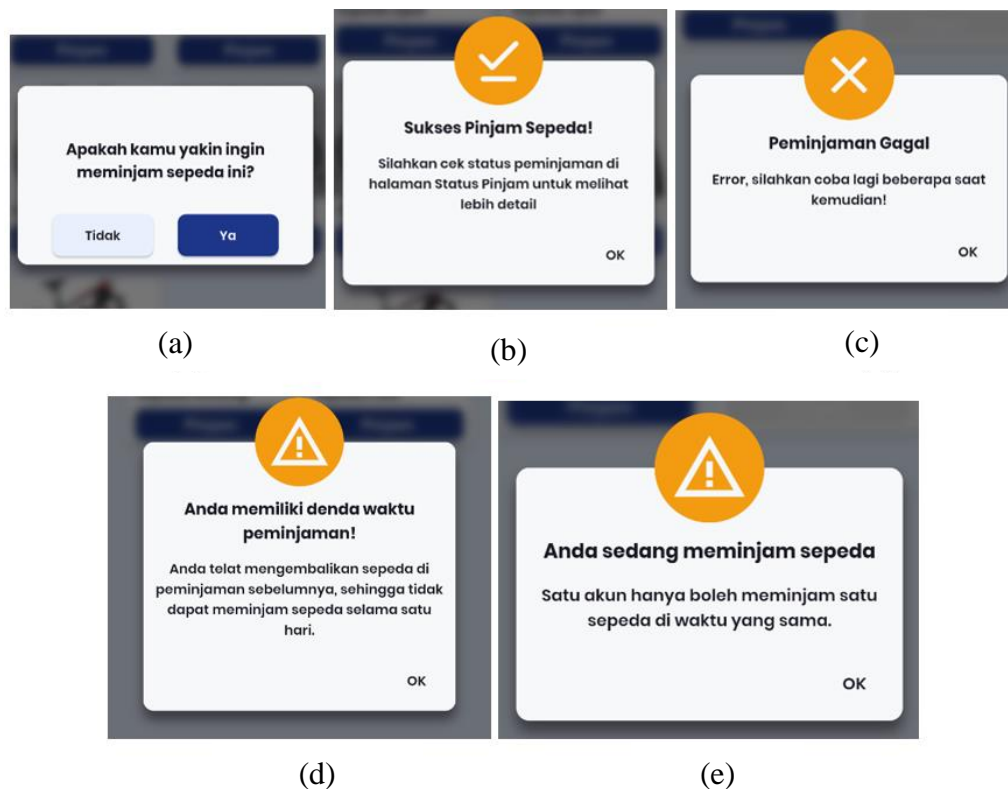 Apakah kamu yakin ingin
meminjam sepeda ini?
Tidak
Ya
(a)
Sukses Pinjam Sepeda!
Silahkan cek status peminjaman di
halaman Status Pinjam untuk melihat
lebih detail
OK
(b)
Peminjaman Gagal
Error, silahkan coba lagi beberapa saat
kemudian!
OK
(c)
Anda memiliki denda waktu
peminjaman!
Anda telat mengembalikan sepeda di
peminjaman sebelumnya, sehingga tidak
dapat meminjam sepeda selama satu
hari.
OK
(d)
Anda sedang meminjam sepeda
Satu akun hanya boleh meminjam satu
sepeda di waktu yang sama.
OK
(e)